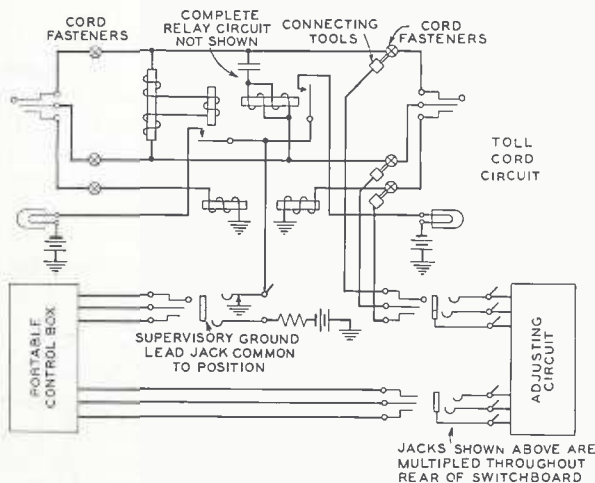 CORD
FASTENERS
COMPLETE
RELAY CIRCUIT
NOT SHOWN
CONNECTING
TOOLS
CORD
FASTENERS
TOLL
CORD
CIRCUIT
PORTABLE
CONTROL BOX
SUPERVISORY GROUND
LEAD JACK COMMON
TO POSITION
ADJUSTING
CIRCUIT
JACKS SHOWN ABOVE ARE
MULTIPLED THROUGHOUT
REAR OF SWITCHBOARD